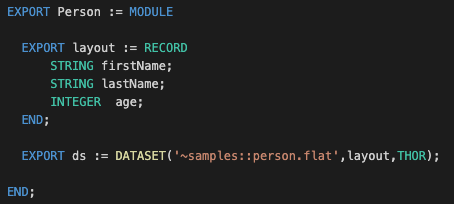 EXPORT Person := MODULE
EXPORT layout := RECORD
STRING firstName;
STRING lastName;
INTEGER  age;
END;
EXPORT ds := DATASET('~samples::person.flat',layout,THOR);
END;